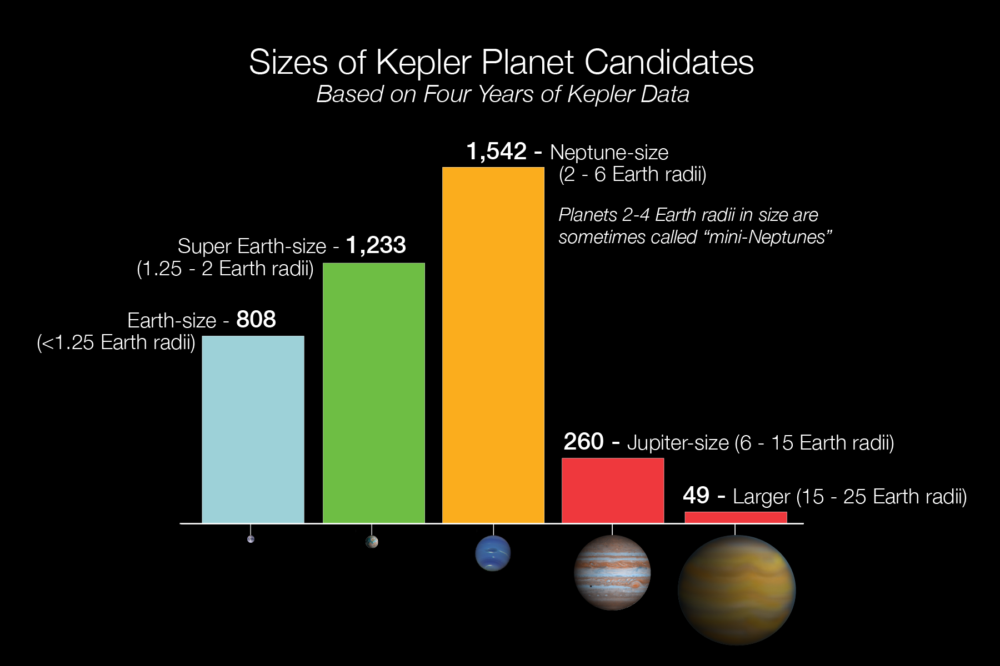 Sizes of Kepler Planet Candidates
Based on Four Years of Kepler Data
1,542 - Neptune-size
(2 - 6 Earth radii)
Planets 2-4 Earth radii in size are
sometimes called “mini-Neptunes”
Super Earth-size - 1,233
(1.25 - 2 Earth radii)
Earth-size - 808
(<1.25 Earth radii)
260 - Jupiter-size (6 - 15 Earth radii)
49 - Larger (15 - 25 Earth radii)